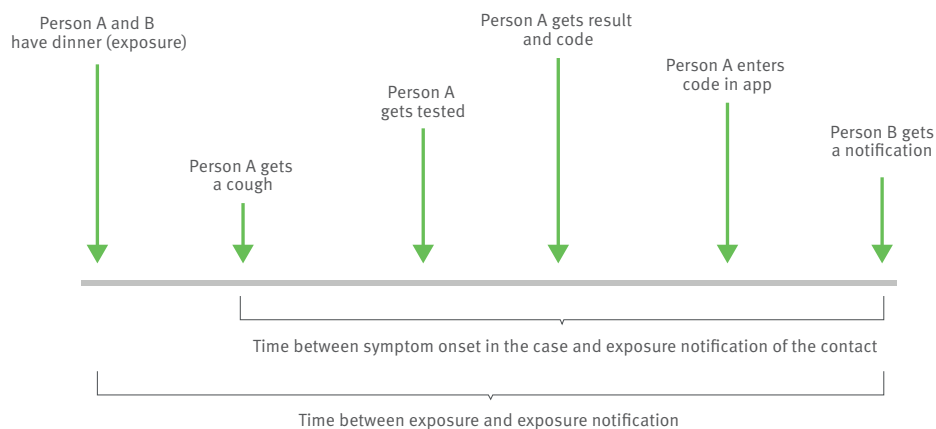 Person A and B
have dinner (exposure)
Person A gets
a cough
Person A
gets tested
Person A gets result
and code
Person A enters
code in app
Person B gets
a notification
Time between symptom onset in the case and exposure notification of the contact
Time between exposure and exposure notification